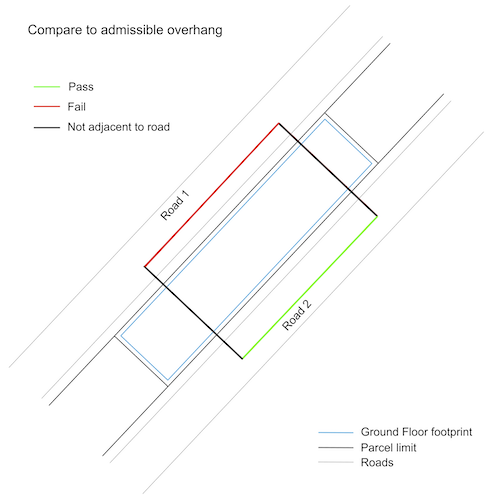 Compare to admissible overhang
Pass
Fail
Not adjacent to road
Road 1
Road 2
Ground Floor footprint
Parcel limit
Roads